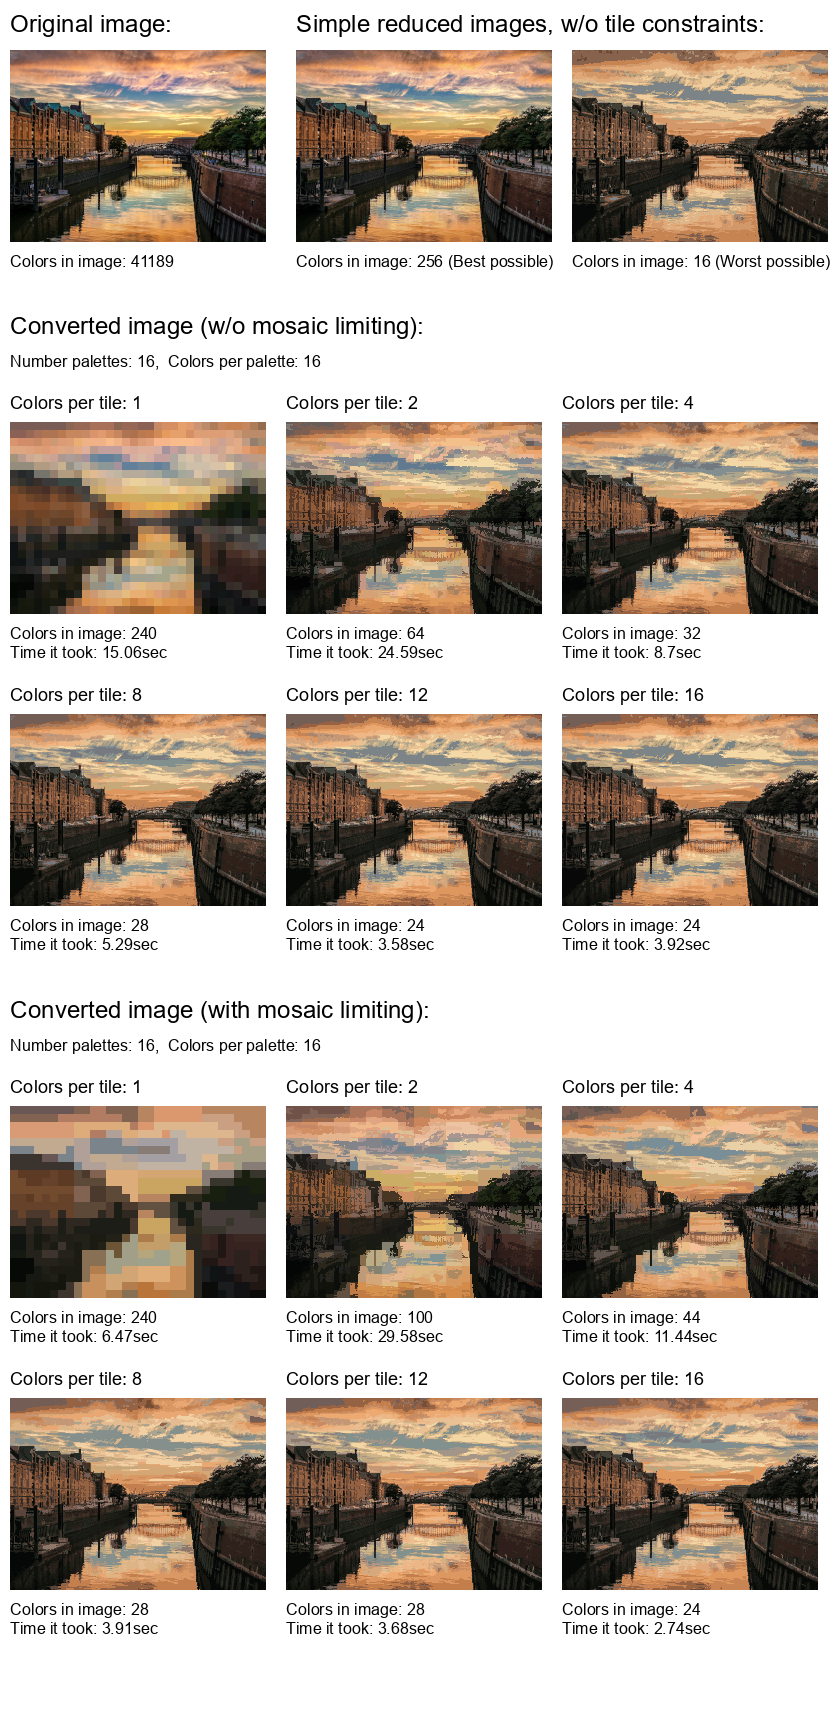 Original image:
Simple reduced images, w/o tile constraints:
Colors in image: 41189
Colors in image: 256 (Best possible)
Colors in image: 16 (Worst possible)
Converted image (w/o mosaic limiting):
Number palettes: 16,  Colors per palette: 16
Colors per tile: 1
Colors per tile: 2
Colors per tile: 4
Colors in image: 240
Time it took: 15.06sec
Colors in image: 64
Time it took: 24.59sec
Colors in image: 32
Time it took: 8.7sec
Colors per tile: 8
Colors per tile: 12
Colors per tile: 16
Colors in image: 28
Time it took: 5.29sec
Colors in image: 24
Time it took: 3.58sec
Colors in image: 24
Time it took: 3.92sec
Converted image (with mosaic limiting):
Number palettes: 16,  Colors per palette: 16
Colors per tile: 1
Colors per tile: 2
Colors per tile: 4
Colors in image: 240
Time it took: 6.47sec
Colors in image: 100
Time it took: 29.58sec
Colors in image: 44
Time it took: 11.44sec
Colors per tile: 8
Colors per tile: 12
Colors per tile: 16
Colors in image: 28
Time it took: 3.91sec
Colors in image: 28
Time it took: 3.68sec
Colors in image: 24
Time it took: 2.74sec